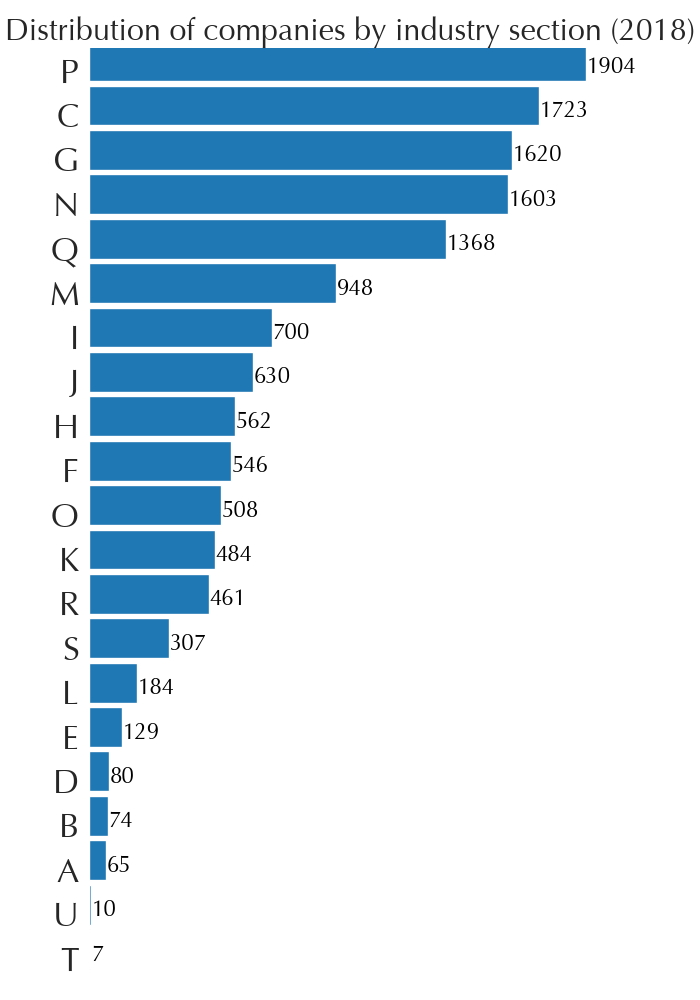 Distribution of companies by industry section (2018)
P 1904
C 1723
G 1620
N 1603
Q 1368
M 948
I 700
J 630
H 562
F 546
O 508
K 484
R 461
S 307
L 184
E 129
D 80
B 74
A 65
U 10
T 7